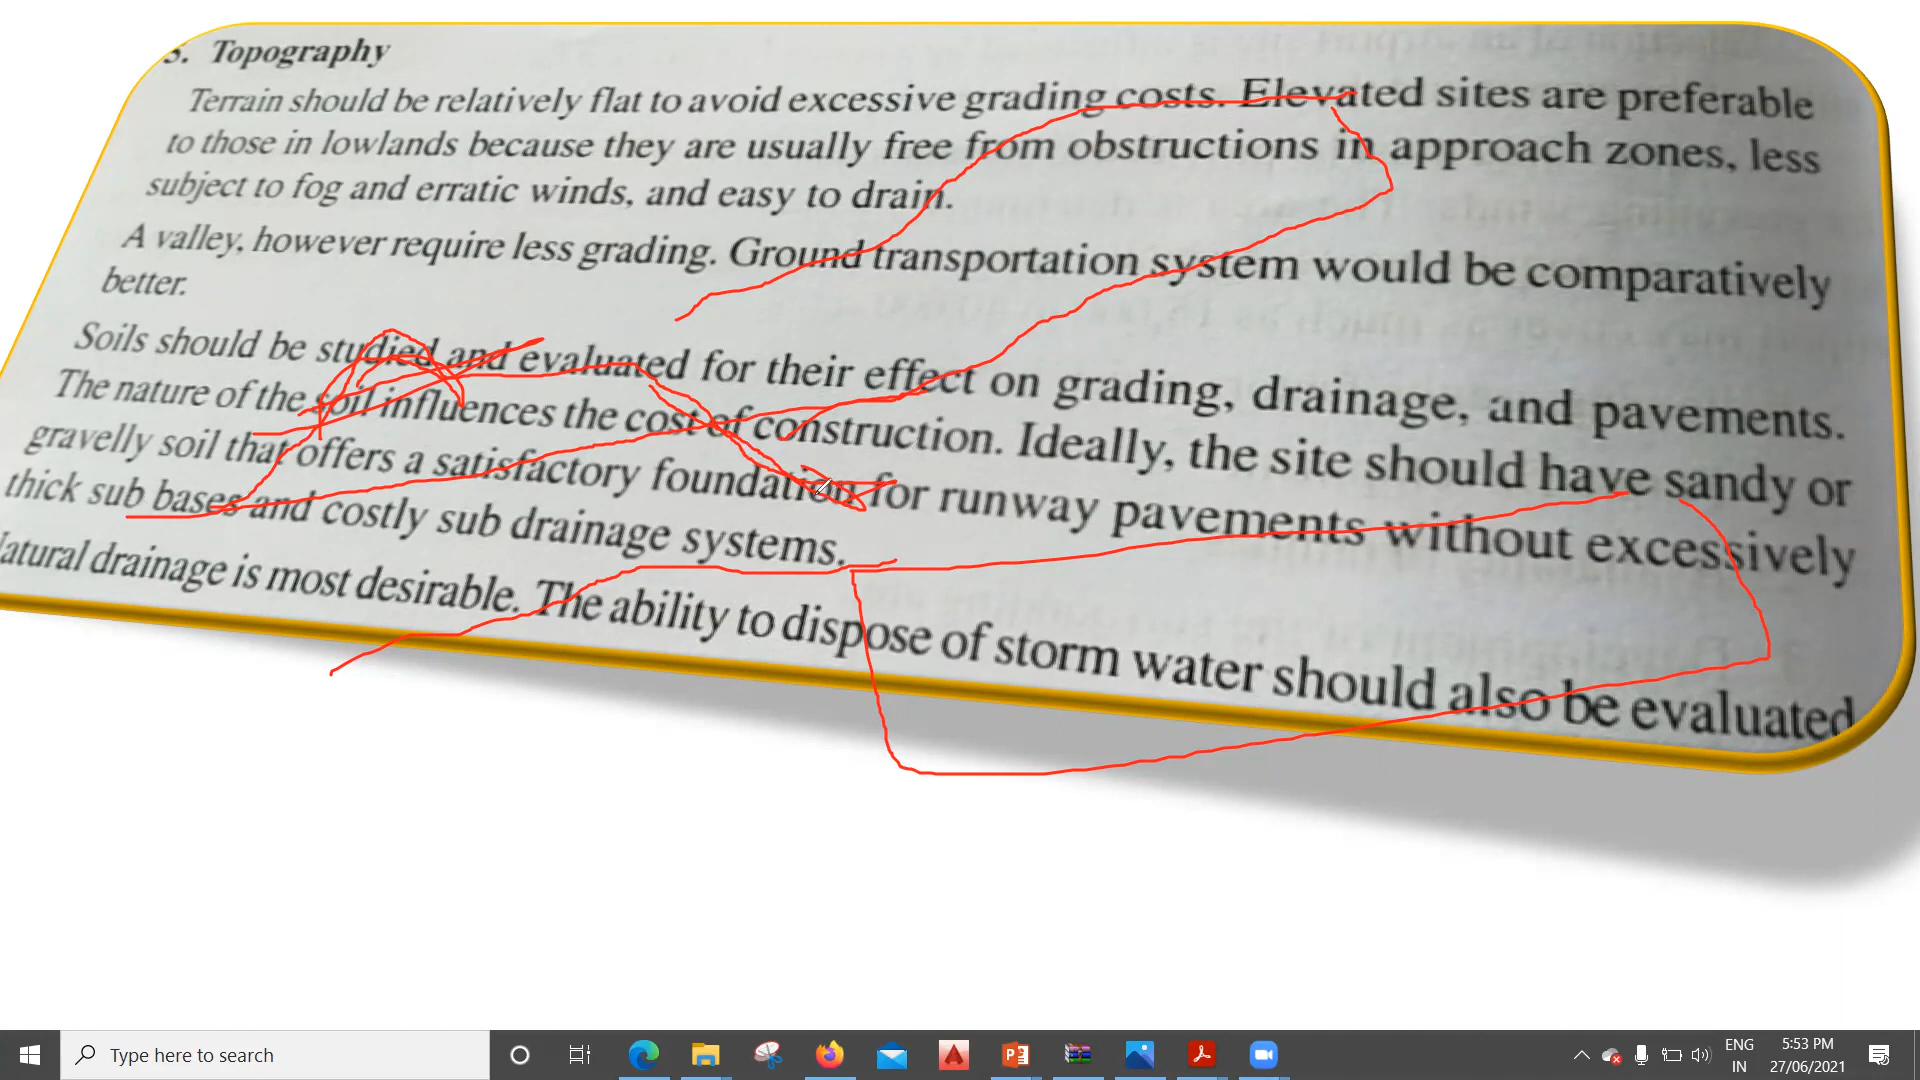 5. Topography
Terrain should be relatively flat to avoid excessive grading costs. Elevated sites are preferable
to those in lowlands because they are usually free from obstructions in approach zones, less
subject to fog and erratic winds, and easy to drain.
A valley, however require less grading. Ground transportation system would be comparatively
better.
Soils should be studied and evaluated for their effect on grading, drainage, and pavements.
The nature of the soil influences the cost of construction. Ideally, the site should have sandy or
gravelly soil that offers a satisfactory foundation for runway pavements without excessively
thick sub bases and costly sub drainage systems.
Natural drainage is most desirable. The ability to dispose of storm water should also be evaluated
Type here to search
ENG
IN
5:53 PM
27/06/2021